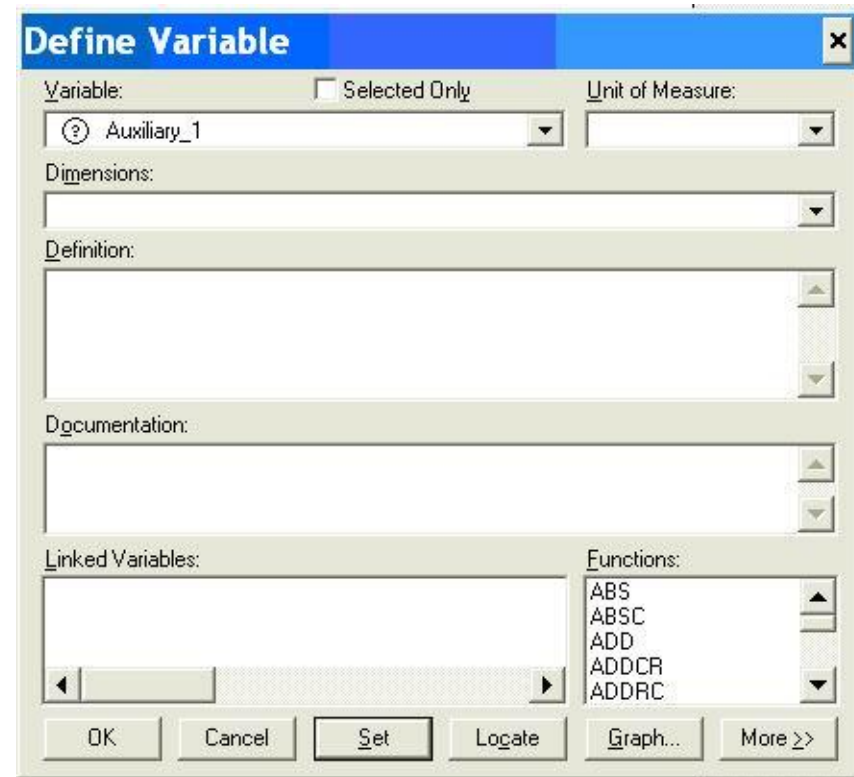 Define Variable
Variable: Selected Only Unit of Measure:
? Auxiliary_1
Dimensions:
Definition:
Documentation:
Linked Variables: Functions:
ABS
ABSC
ADD
ADDCR
ADDRC
OK Cancel Set Locate Graph... More >>